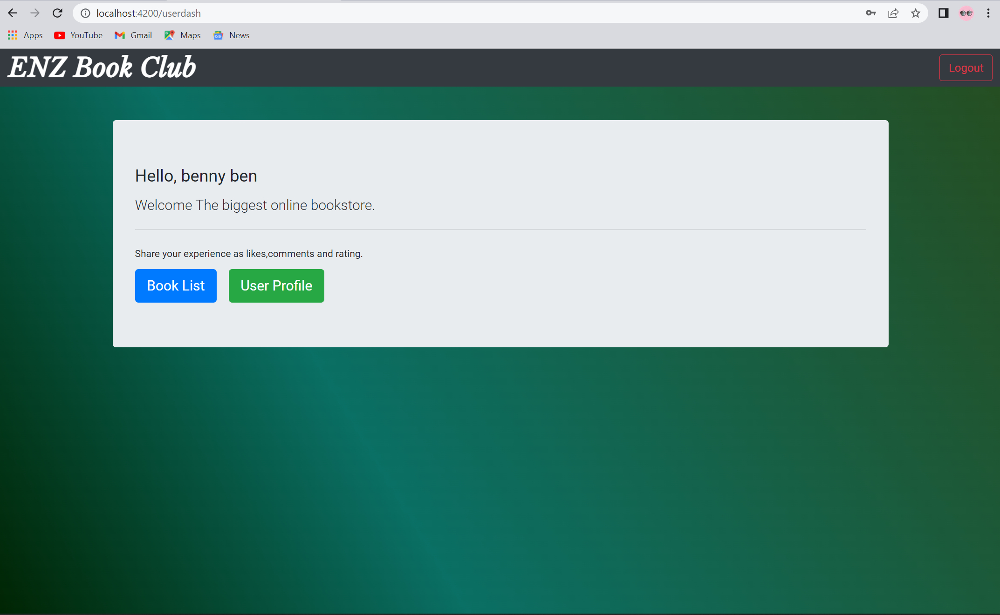 localhost:4200/userdash
Apps YouTube Gmail Maps News
ENZ Book Club Logout
Hello, benny ben
Welcome The biggest online bookstore.
Share your experience as likes,comments and rating.
Book List User Profile